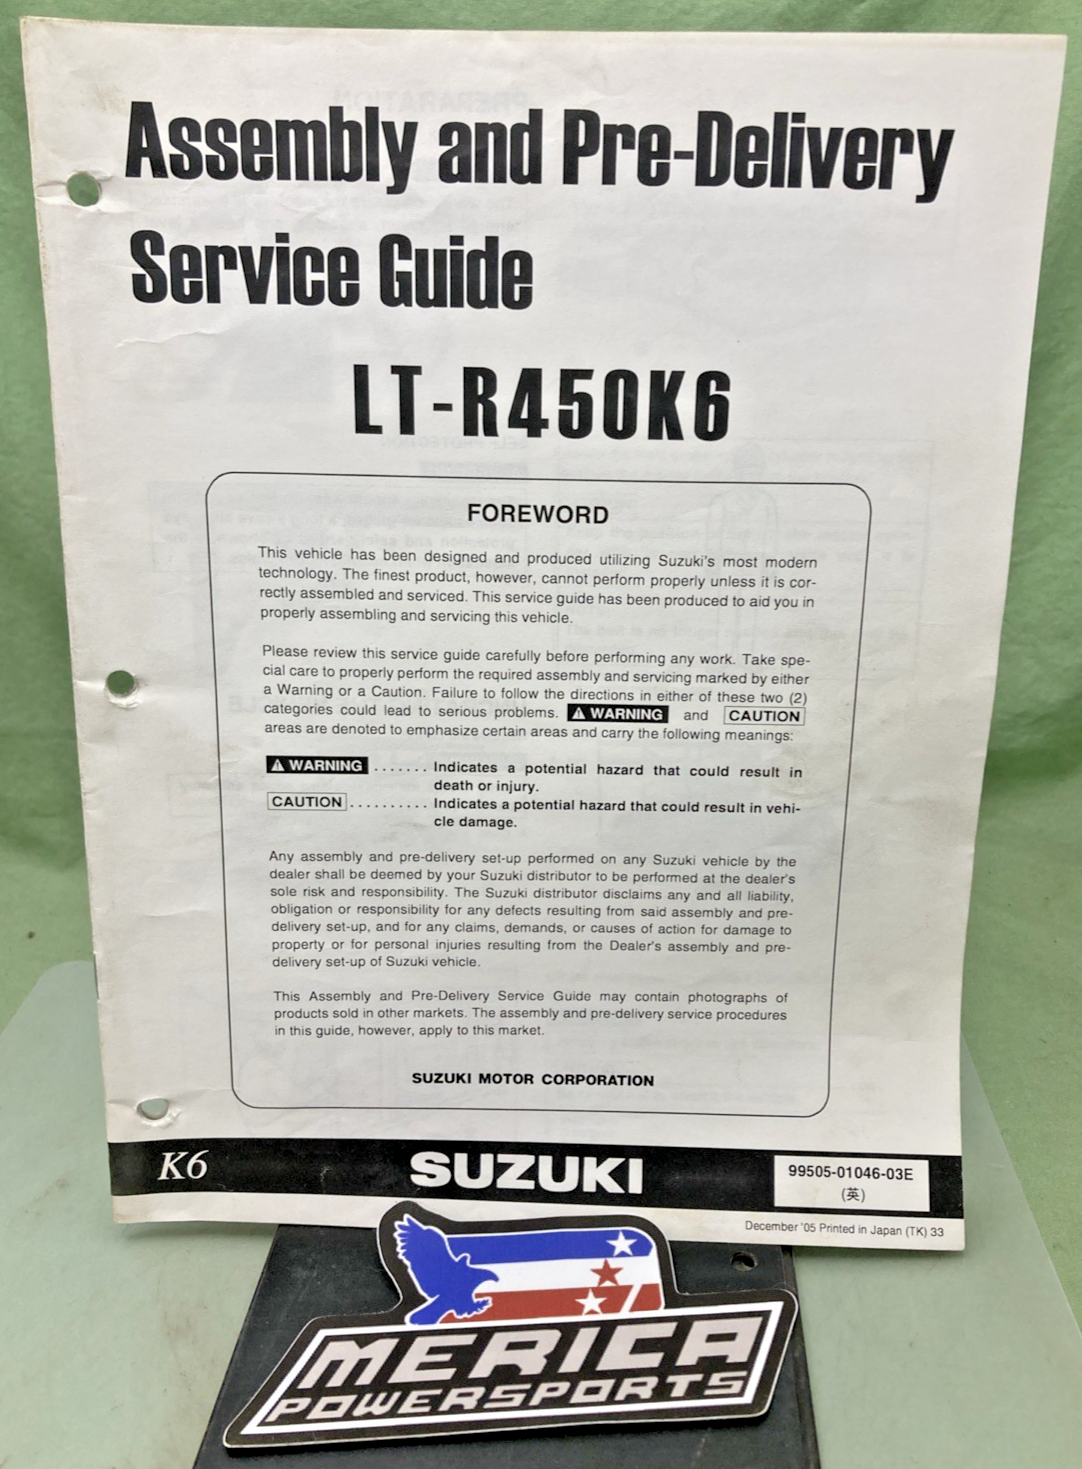 Assembly and Pre-Delivery
Service Guide
LT-R450K6
FOREWORD
This vehicle has been designed and produced utilizing Suzuki's most modern
technology. The finest product, however, cannot perform properly unless it is cor-
rectly assembled and serviced. This service guide has been produced to aid you in
properly assembling and servicing this vehicle.
Please review this service guide carefully before performing any work. Take spe-
cial care to properly perform the required assembly and servicing marked by either
a Warning or a Caution. Failure to follow the directions in either of these two (2)
categories could lead to serious problems. ⚠ WARNING and CAUTION
areas are denoted to emphasize certain areas and carry the following meanings:
⚠ WARNING ....... Indicates a potential hazard that could result in
death or injury.
CAUTION .......... Indicates a potential hazard that could result in vehi-
cle damage.
Any assembly and pre-delivery set-up performed on any Suzuki vehicle by the
dealer shall be deemed by your Suzuki distributor to be performed at the dealer's
sole risk and responsibility. The Suzuki distributor disclaims any and all liability,
obligation or responsibility for any defects resulting from said assembly and pre-
delivery set-up, and for any claims, demands, or causes of action for damage to
property or for personal injuries resulting from the Dealer's assembly and pre-
delivery set-up of Suzuki vehicle.
This Assembly and Pre-Delivery Service Guide may contain photographs of
products sold in other markets. The assembly and pre-delivery service procedures
in this guide, however, apply to this market.
SUZUKI MOTOR CORPORATION
K6
SUZUKI
99505-01046-03E
(英)
December '05 Printed in Japan (TK) 33
MERICA
POWERSPORTS